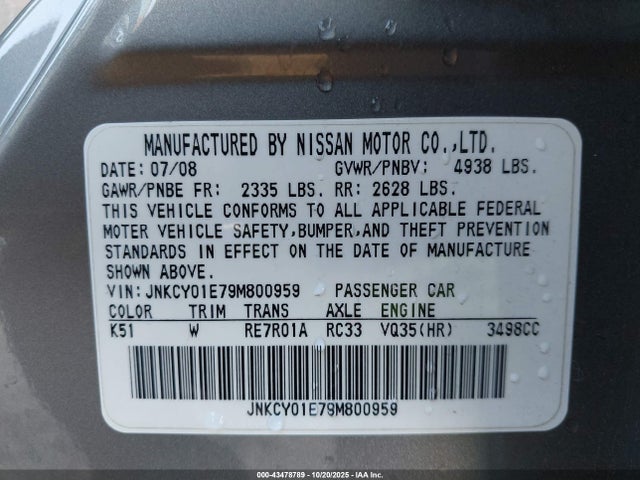 MANUFACTURED BY NISSAN MOTOR CO.,LTD.
DATE: 07/08 GVWR/PNBV: 4938 LBS.
GAWR/PNBE FR: 2335 LBS. RR: 2628 LBS.
THIS VEHICLE CONFORMS TO ALL APPLICABLE FEDERAL
MOTER VEHICLE SAFETY,BUMPER,AND THEFT PREVENTION
STANDARDS IN EFFECT ON THE DATE OF MANUFACTURE
SHOWN ABOVE.
VIN: JNKCY01E79M800959 PASSENGER CAR
COLOR TRIM TRANS AXLE ENGINE
K51 W RE7R01A RC33 VQ35(HR) 3498CC
JNKCY01E79M800959
000-43478789 | 10/20/2025 | IAA Inc.